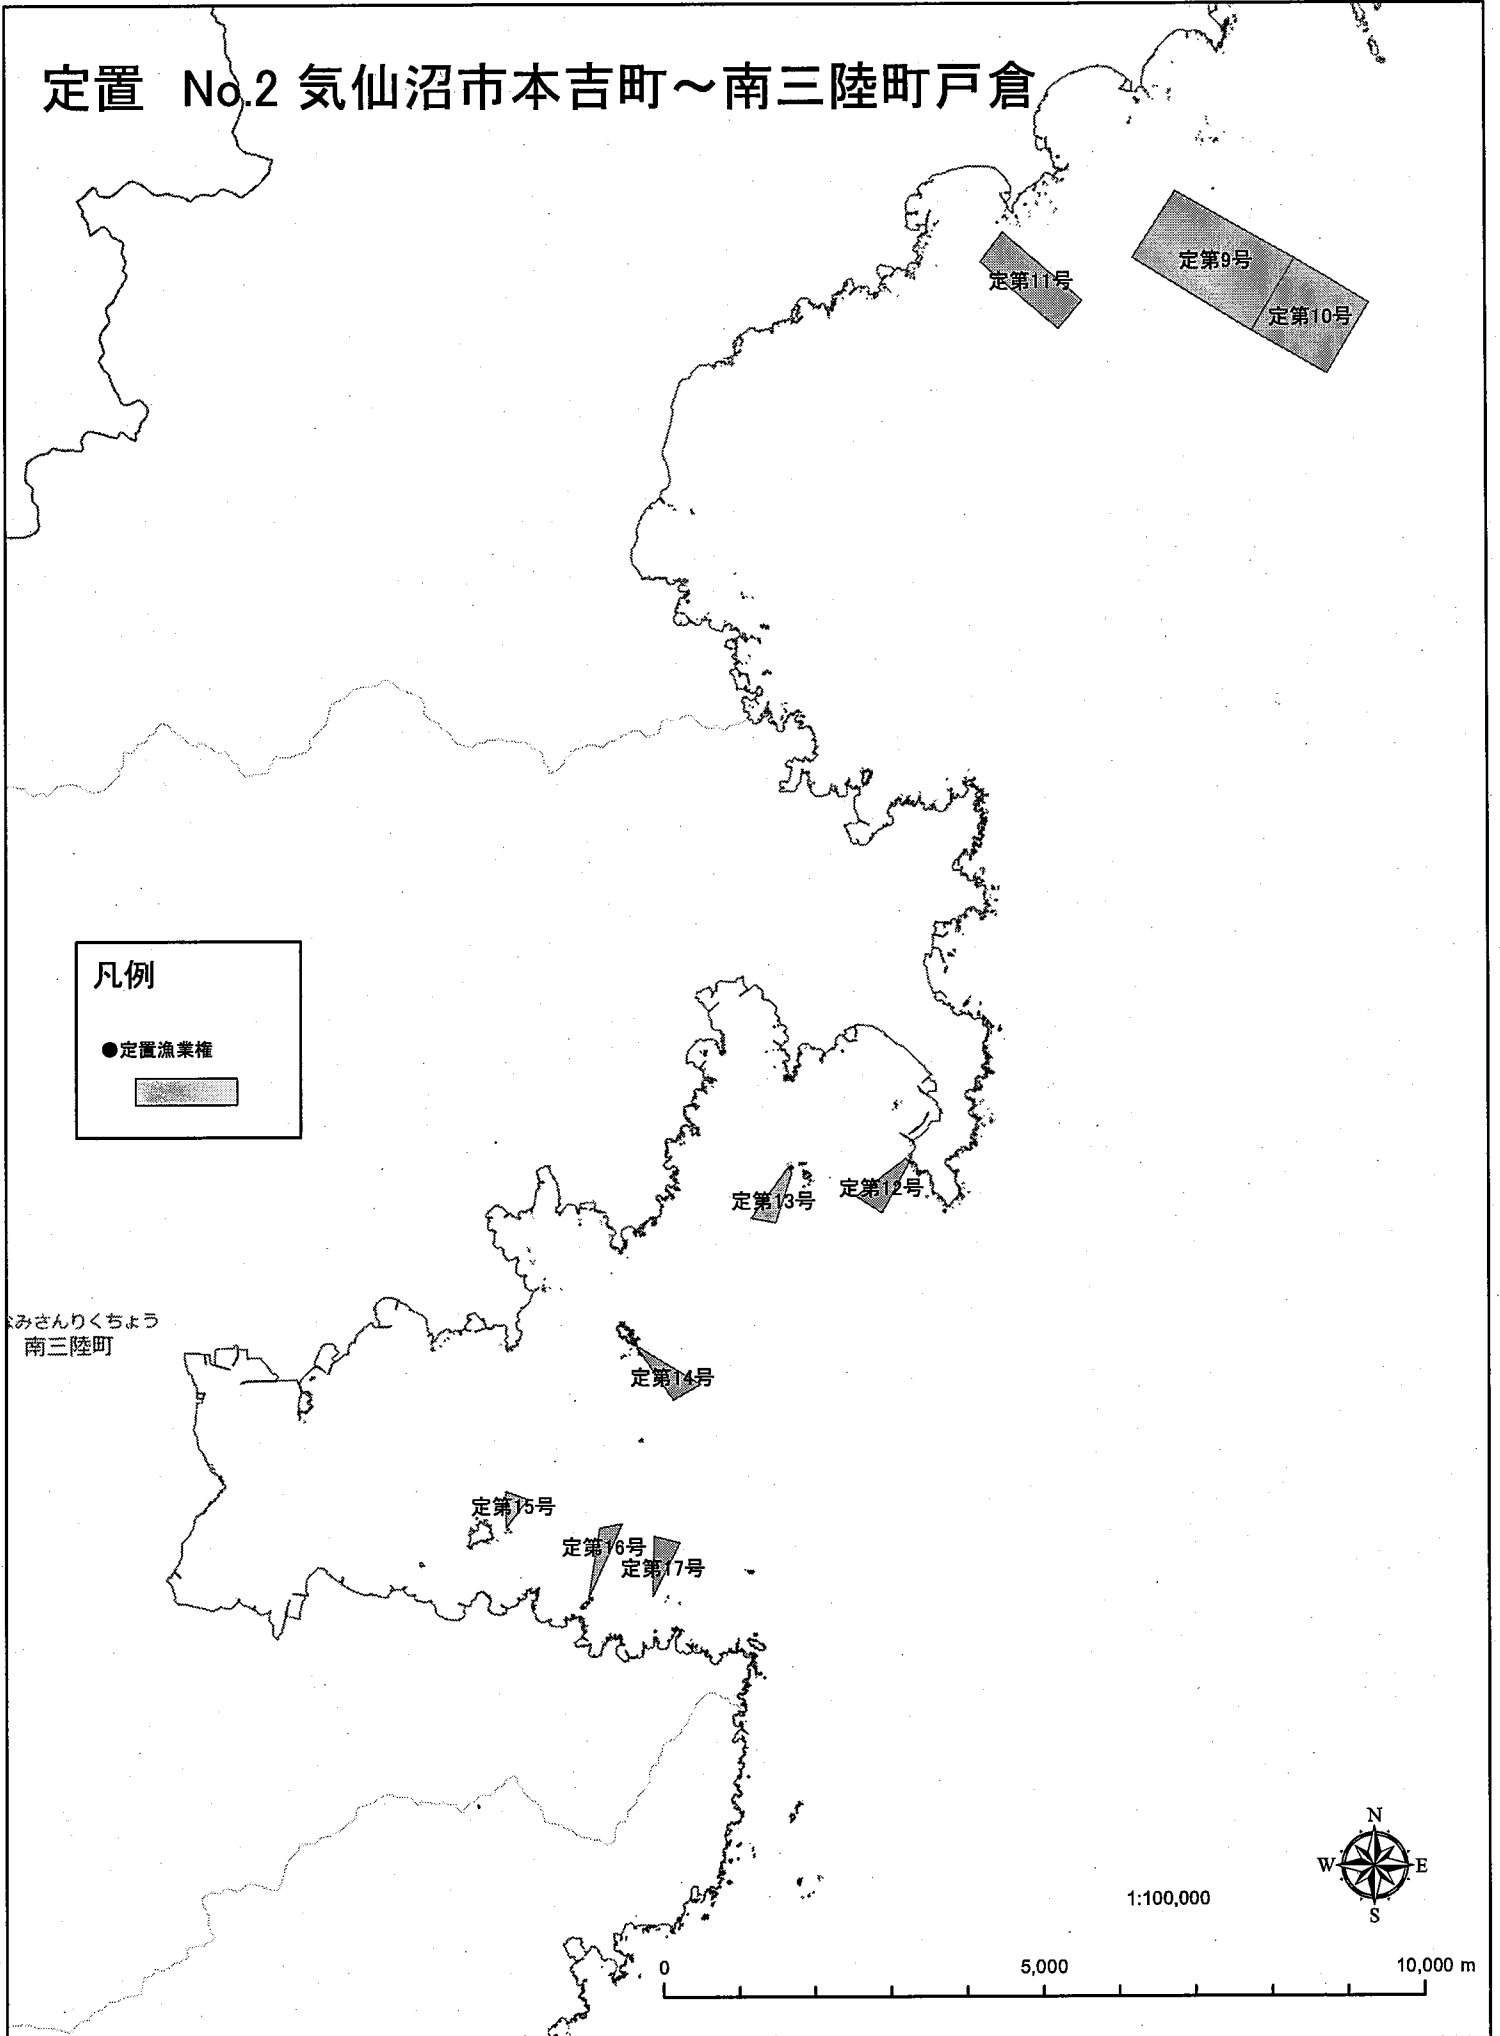 定置 No.2 気仙沼市本吉町～南三陸町戸倉
定第9号
定第11号
定第10号
凡例
●定置漁業権
定第12号
定第13号
みさんりくちょう
南三陸町
定第14号
定第15号
定第16号
定第17号
N
W E
S
1:100,000
0 5,000 10,000 m